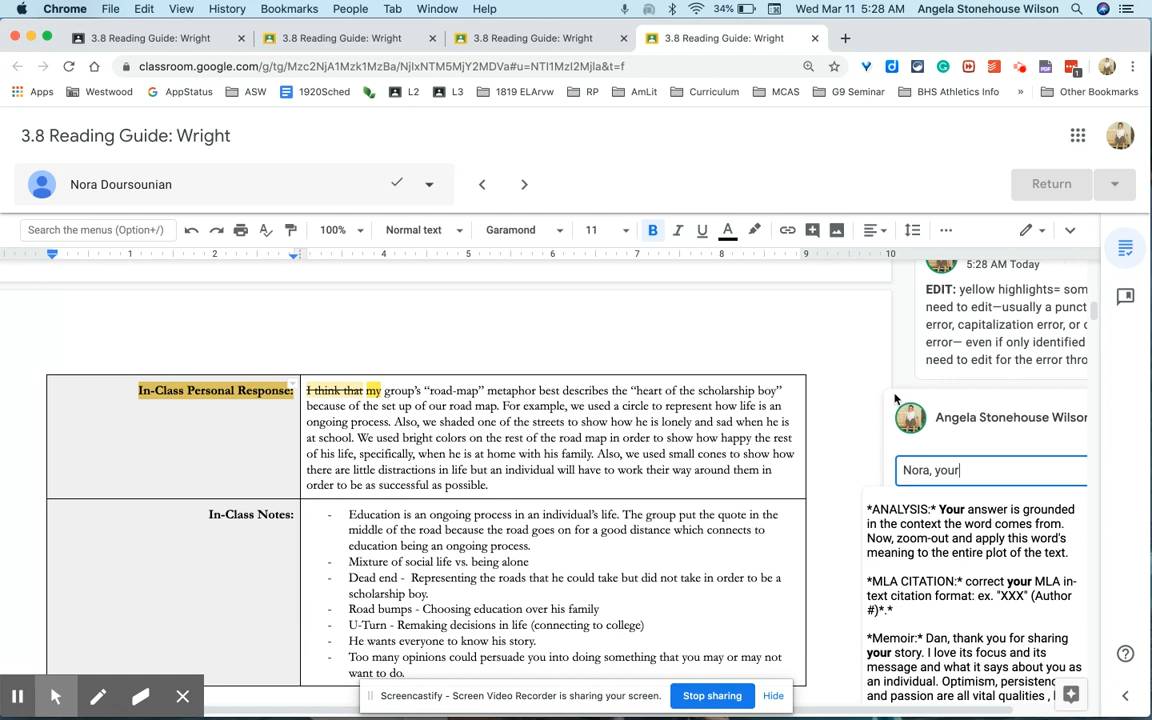 Chrome File Edit View History Bookmarks People Tab Window Help 34% Wed Mar 11 5:28 AM Angela Stonehouse Wilson
3.8 Reading Guide: Wright 3.8 Reading Guide: Wright 3.8 Reading Guide: Wright 3.8 Reading Guide: Wright
classroom.google.com/g/tg/Mzc2NjA1Mzk1MzBa/NjIxNTM5MjY2MDVa#u=NTI1MzI2Mjla&t=f
Apps Westwood AppStatus ASW 1920Sched L2 L3 1819 ELArvw RP AmLit Curriculum MCAS G9 Seminar BHS Athletics Info » Other Bookmarks
3.8 Reading Guide: Wright
Nora Doursounian
Return
Search the menus (Option+/) 100% Normal text Garamond 11 B I U A
1 2 4 5 6 7 8 9 10
5:28 AM Today
EDIT: yellow highlights= som
need to edit—usually a punct
error, capitalization error, or c
error— even if only identified
need to edit for the error thro
In-Class Personal Response:
I think that my group's "road-map" metaphor best describes the "heart of the scholarship boy"
because of the set up of our road map. For example, we used a circle to represent how life is an
ongoing process. Also, we shaded one of the streets to show how he is lonely and sad when he is
at school. We used bright colors on the rest of the road map in order to show how happy the rest
of his life, specifically, when he is at home with his family. Also, we used small cones to show how
there are little distractions in life but an individual will have to work their way around them in
order to be as successful as possible.
In-Class Notes:
- Education is an ongoing process in an individual's life. The group put the quote in the
middle of the road because the road goes on for a good distance which connects to
education being an ongoing process.
- Mixture of social life vs. being alone
- Dead end - Representing the roads that he could take but did not take in order to be a
scholarship boy.
- Road bumps - Choosing education over his family
- U-Turn - Remaking decisions in life (connecting to college)
- He wants everyone to know his story.
- Too many opinions could persuade you into doing something that you may or may not
want to do.
Angela Stonehouse Wilson
Nora, your
*ANALYSIS:* Your answer is grounded
in the context the word comes from.
Now, zoom-out and apply this word's
meaning to the entire plot of the text.
*MLA CITATION:* correct your MLA in-
text citation format: ex. "XXX" (Author
#)*.*
*Memoir:* Dan, thank you for sharing
your story. I love its focus and its
message and what it says about you as
an individual. Optimism, persistenc
and passion are all vital qualities ,
Screencastify - Screen Video Recorder is sharing your screen. Stop sharing Hide